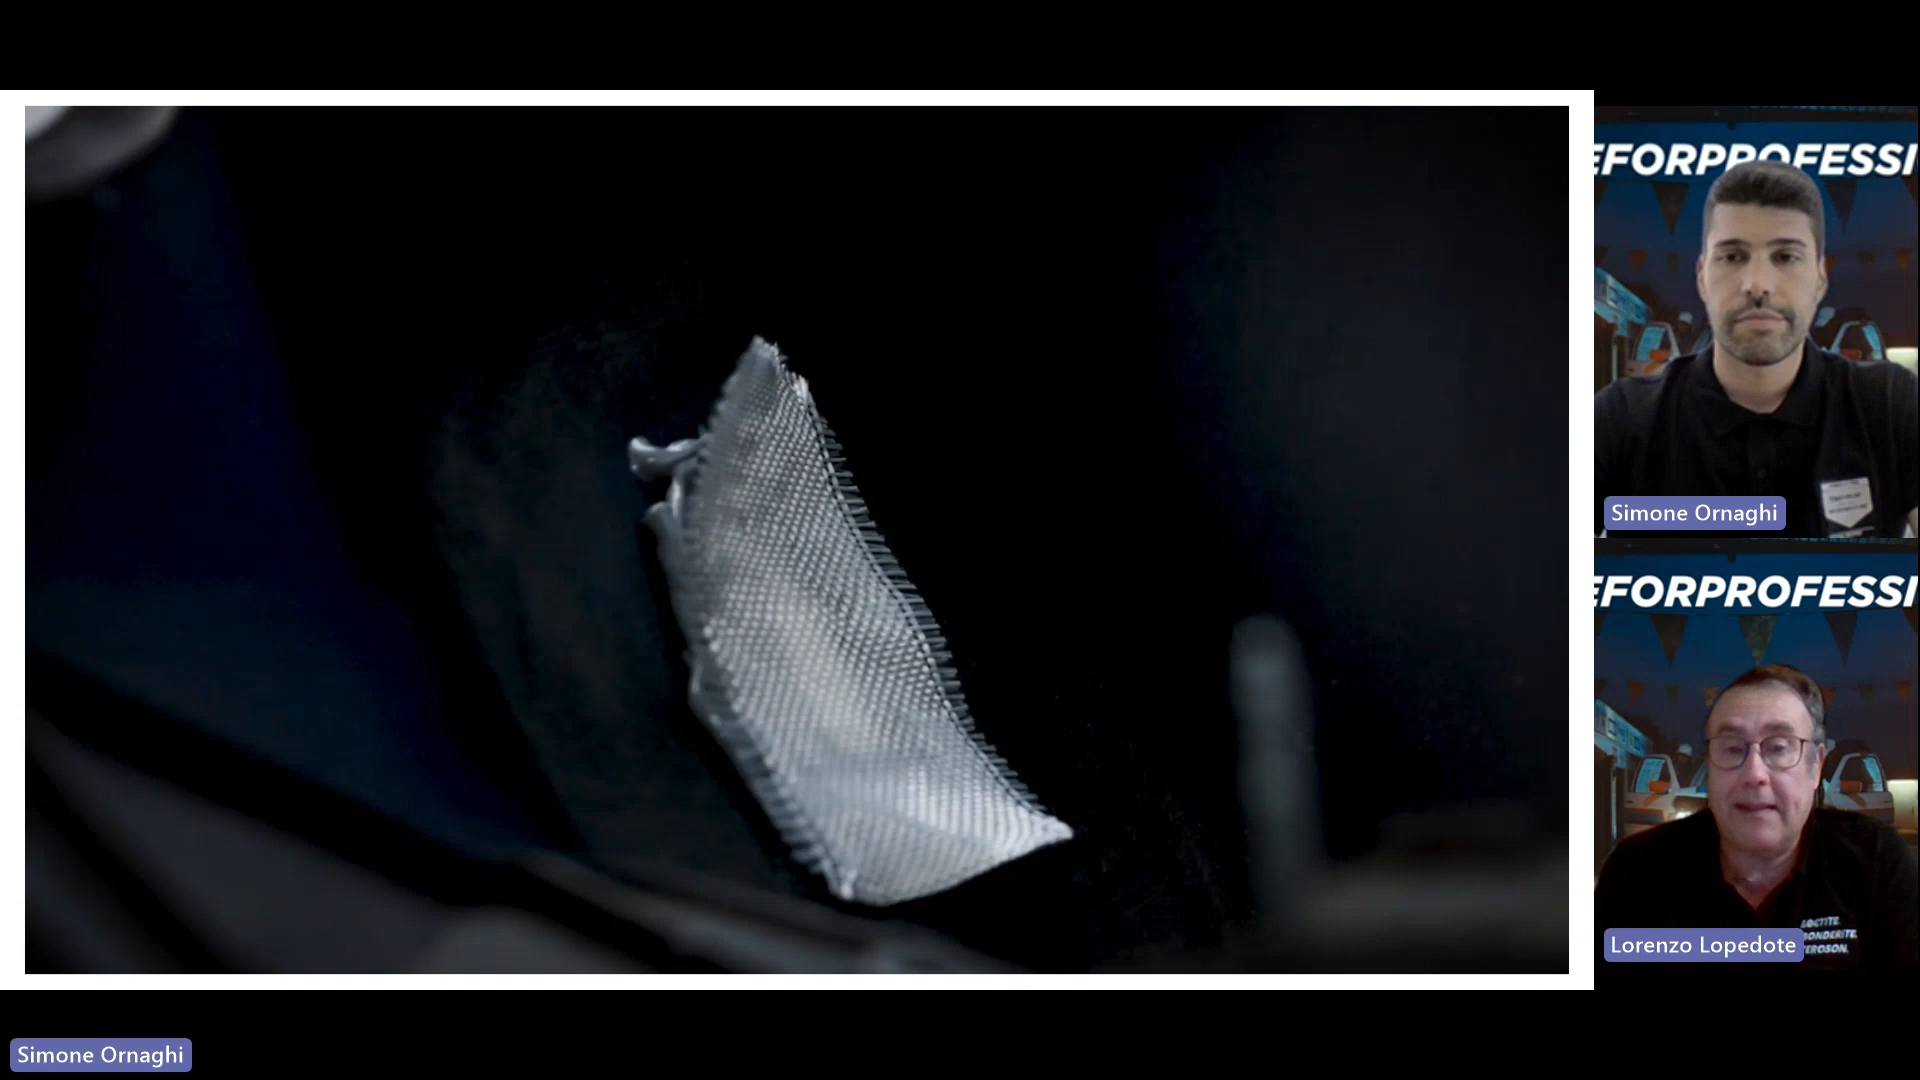 EFORPROFESSI
Simone Ornaghi
EFORPROFESSI
LOCTITE
BONDERITE
TEROSON
Lorenzo Lopedote
Simone Ornaghi